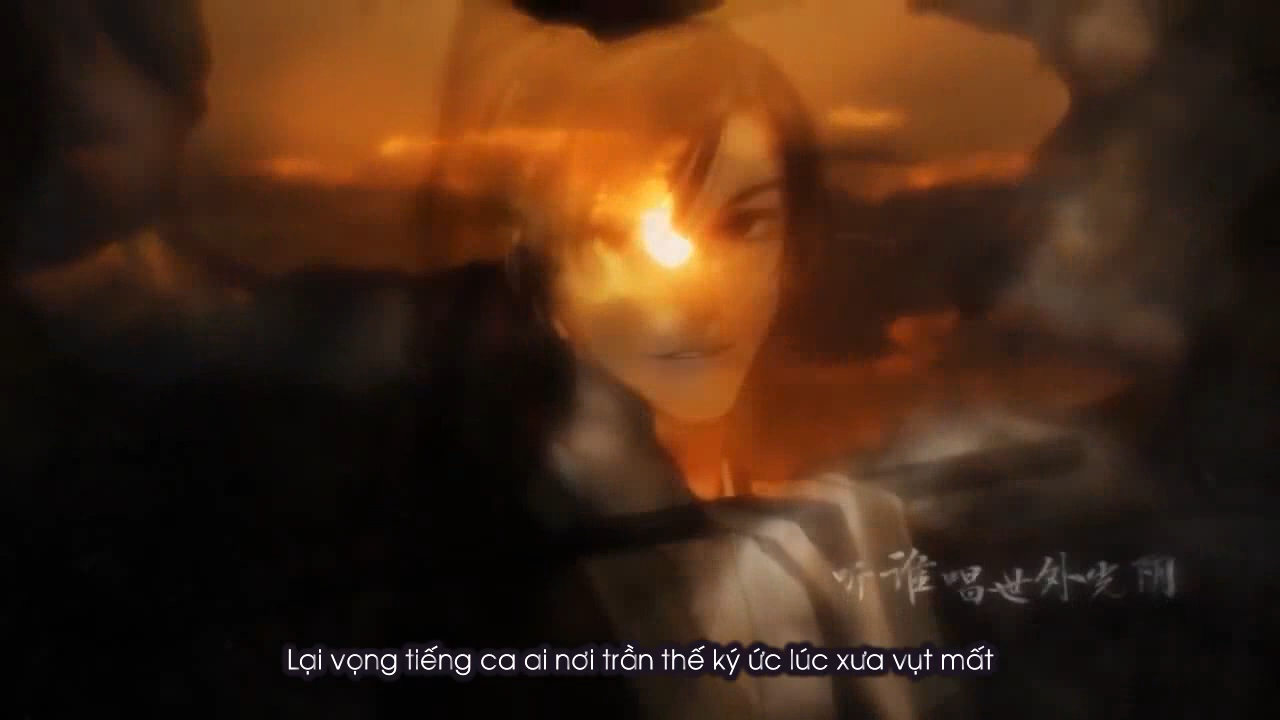 听谁唱世外光阴
Lại vọng tiếng ca ai nơi trần thế ký ức lúc xưa vụt mất